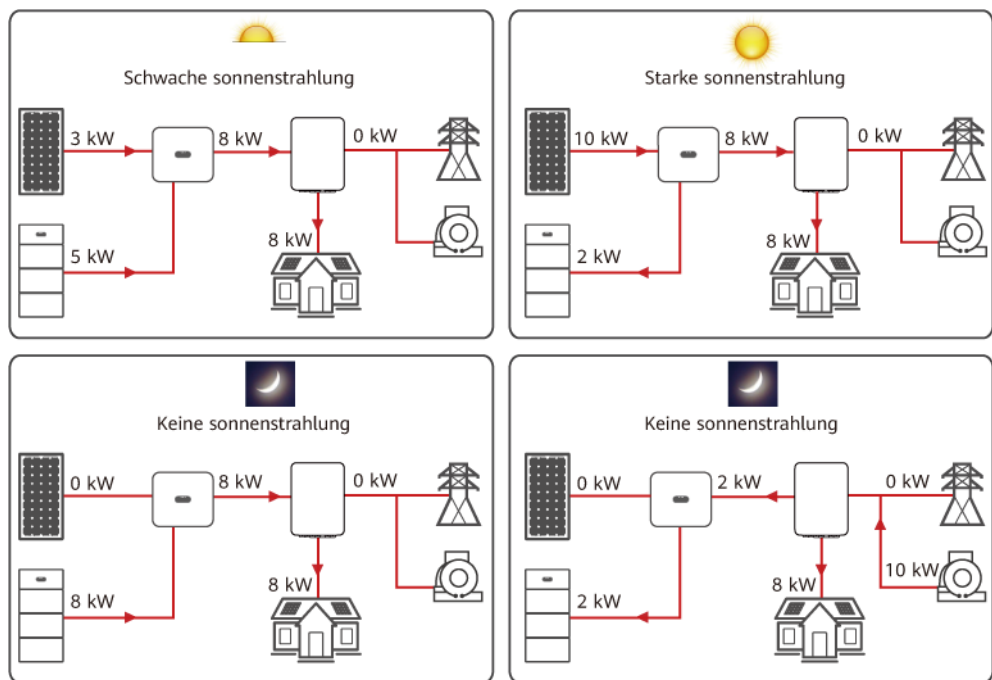 Schwache sonnenstrahlung
3 kW
8 kW
0 kW
5 kW
8 kW
Starke sonnenstrahlung
10 kW
8 kW
0 kW
2 kW
8 kW
Keine sonnenstrahlung
0 kW
8 kW
0 kW
8 kW
8 kW
Keine sonnenstrahlung
0 kW
2 kW
0 kW
10 kW
2 kW
8 kW